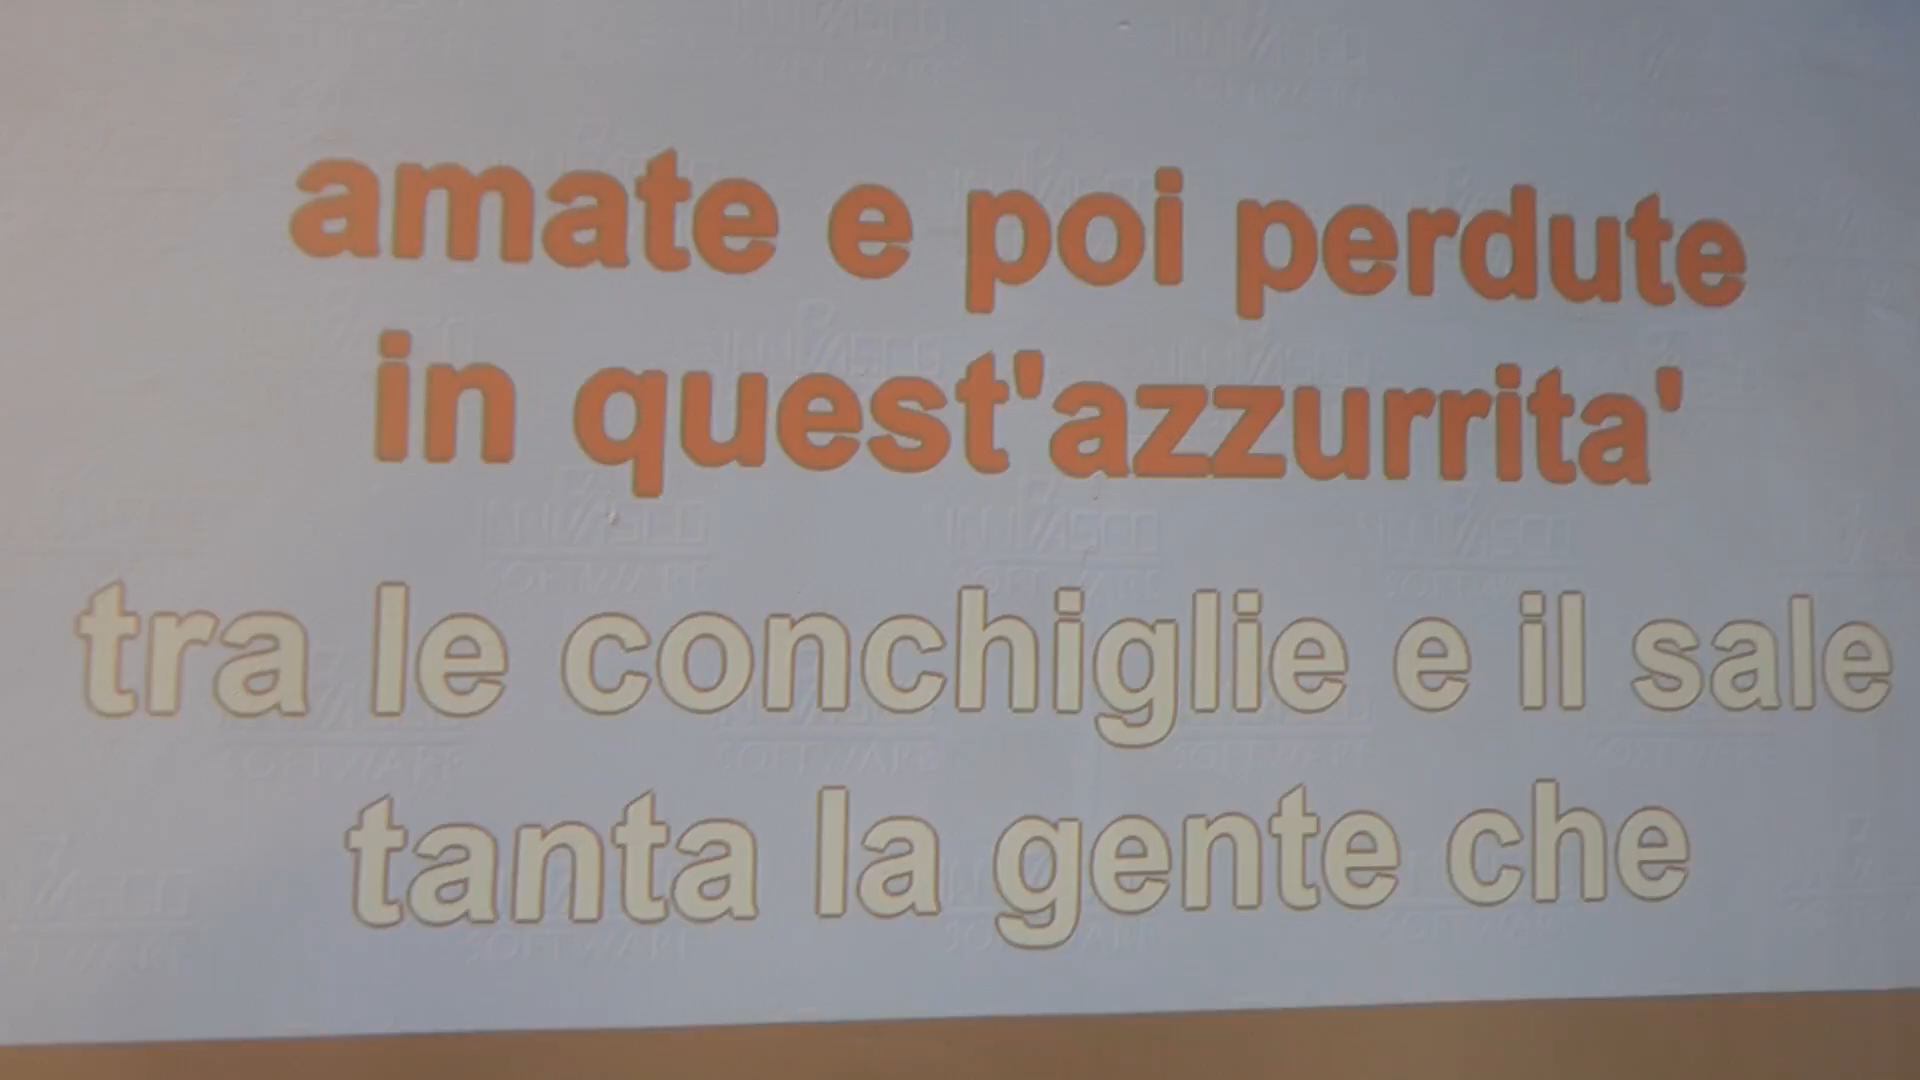 amate e poi perdute
in quest'azzurrita'
tra le conchiglie e il sale
tanta la gente che